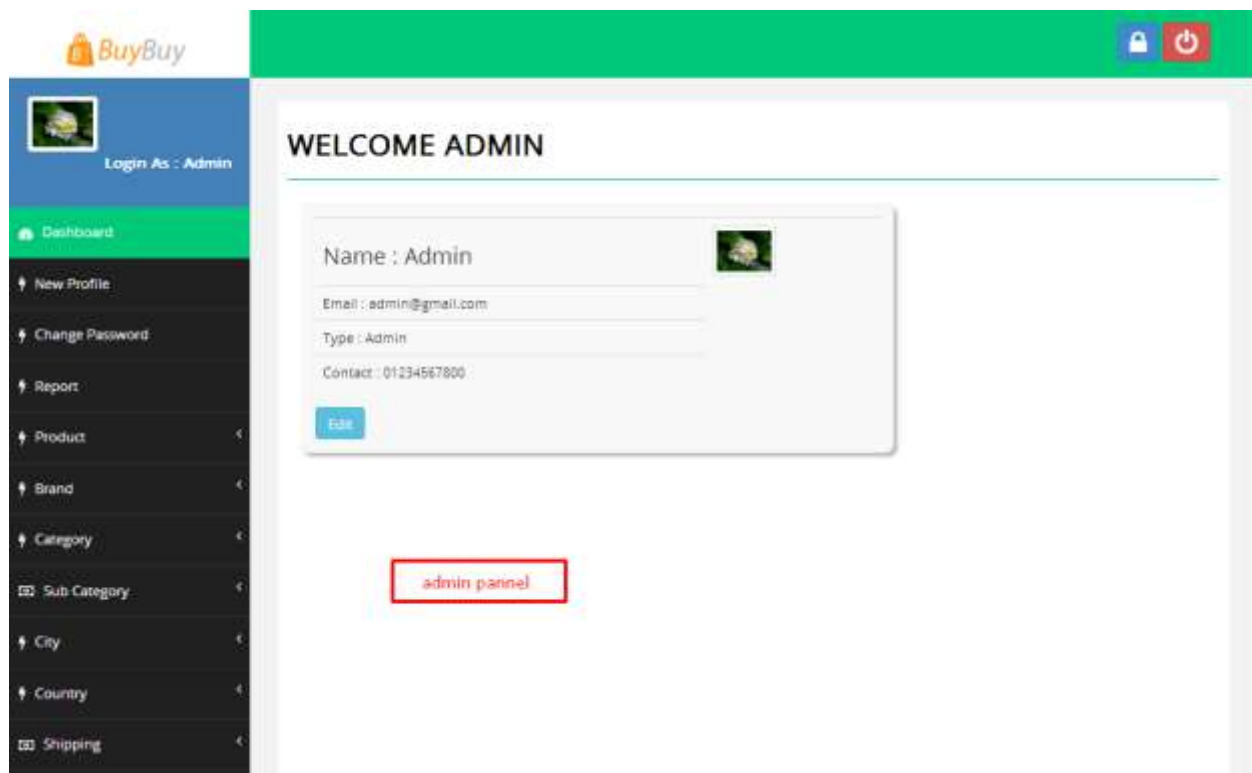 BuyBuy
Login As : Admin
WELCOME ADMIN
Dashboard
New Profile
Change Password
Report
Product
Brand
Category
Sub Category
City
Country
Shipping
Name : Admin
Email : admin@gmail.com
Type : Admin
Contact : 01234567800
Edit
admin pannel